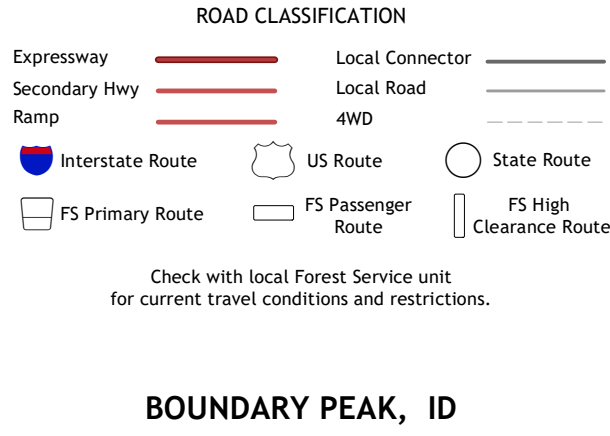 ROAD CLASSIFICATION
Expressway
Local Connector
Secondary Hwy
Local Road
Ramp
4WD
Interstate Route
US Route
State Route
FS Primary Route
FS Passenger
Route
FS High
Clearance Route
Check with local Forest Service unit
for current travel conditions and restrictions.
BOUNDARY PEAK, ID